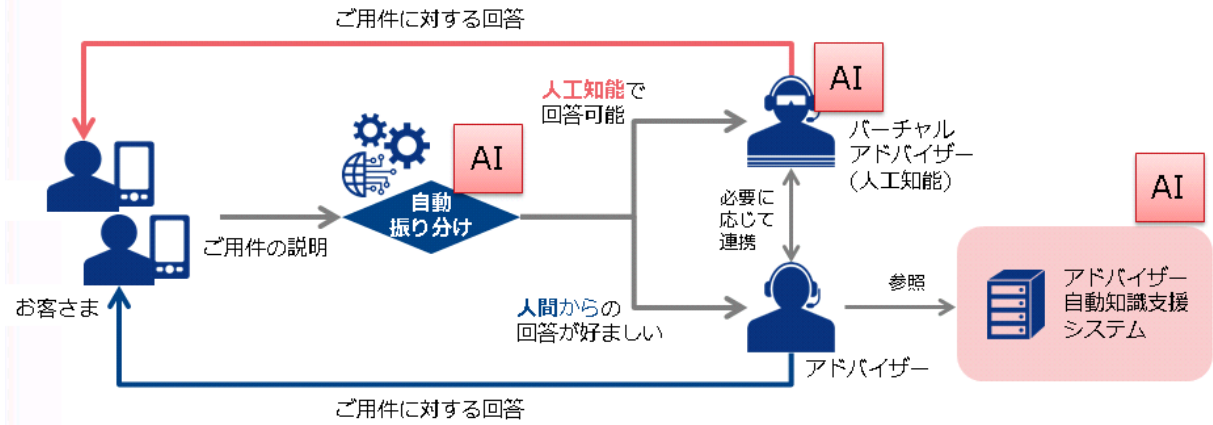 ご用件に対する回答
人工知能で
回答可能
AI
バーチャル
アドバイザー
(人工知能)
AI
自動
振り分け
ご用件の説明
お客さま
必要に
応じて
連携
人間からの
回答が好ましい
アドバイザー
参照
AI
アドバイザー
自動知識支援
システム
ご用件に対する回答